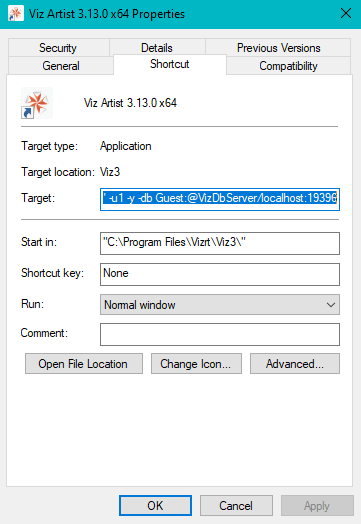 Viz Artist 3.13.0 x64 Properties
Security Details Previous Versions
General Shortcut Compatibility
Viz Artist 3.13.0 x64
Target type: Application
Target location: Viz3
Target: " -u1 -y -db Guest:@VizDbServer/localhost:19396
Start in: "C:\Program Files\Vizrt\Viz3\"
Shortcut key: None
Run: Normal window
Comment:
Open File Location Change Icon... Advanced...
OK Cancel Apply